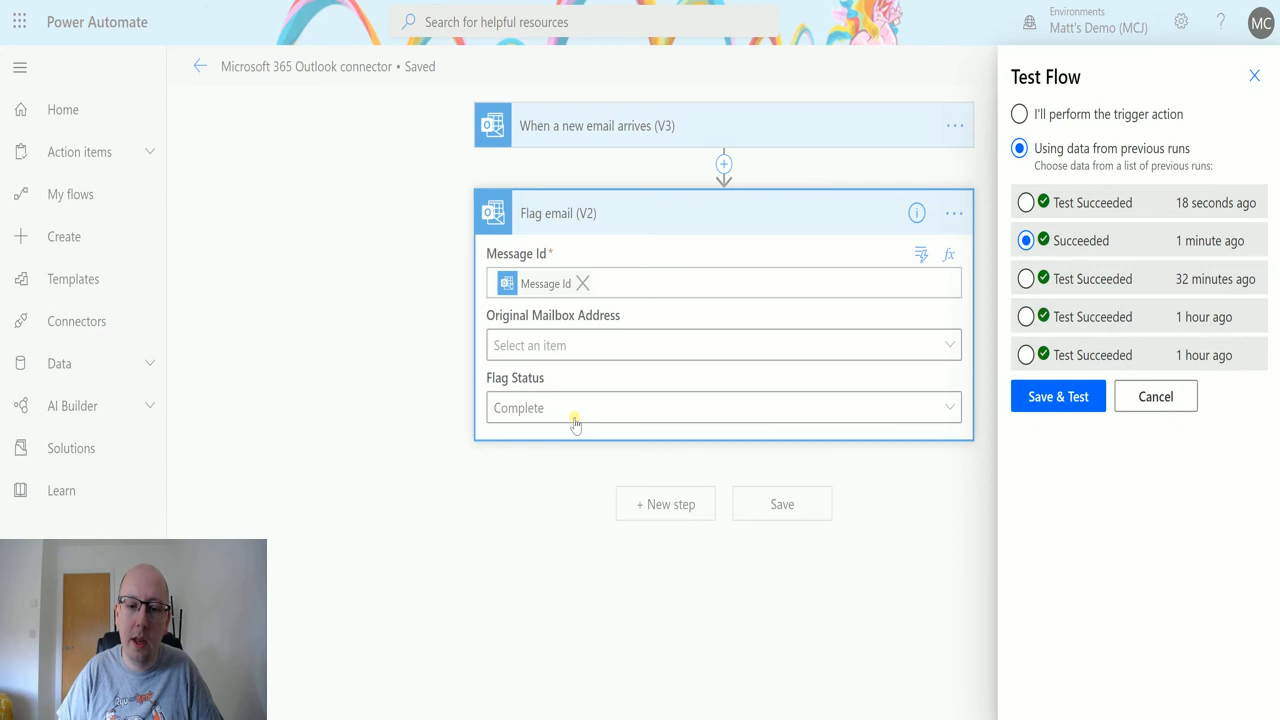 Power Automate
Search for helpful resources
Environments
Matt's Demo (MCJ)
?
MC
Microsoft 365 Outlook connector • Saved
Home
Action items
My flows
+ Create
Templates
Connectors
Data
AI Builder
Solutions
Learn
When a new email arrives (V3)
Flag email (V2)
Message Id*
fx
Message Id
Original Mailbox Address
Select an item
Flag Status
Complete
+ New step
Save
Test Flow
I'll perform the trigger action
Using data from previous runs
Choose data from a list of previous runs:
Test Succeeded 18 seconds ago
Succeeded 1 minute ago
Test Succeeded 32 minutes ago
Test Succeeded 1 hour ago
Test Succeeded 1 hour ago
Save & Test
Cancel